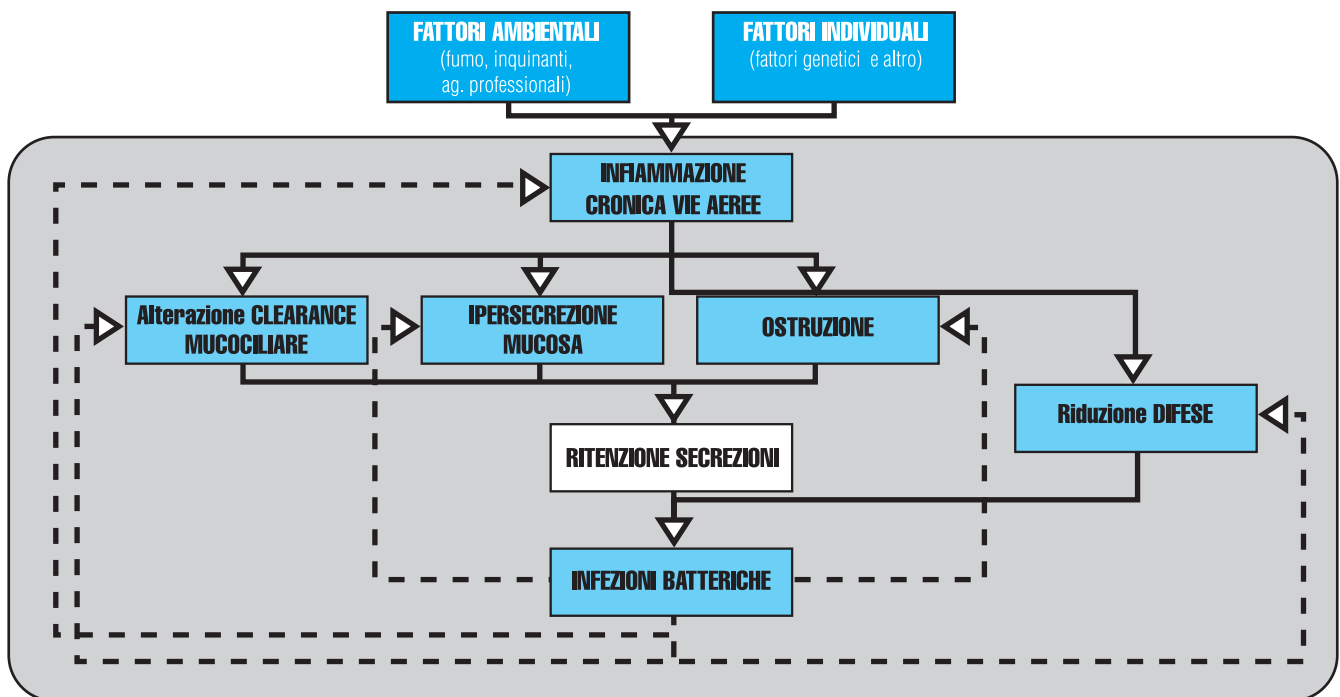 FATTORI AMBIENTALI
(fumo, inquinanti,
ag. professionali)
FATTORI INDIVIDUALI
(fattori genetici e altro)
INFIAMMAZIONE
CRONICA VIE AEREE
Alterazione CLEARANCE
MUCOCILIARE
IPERSECREZIONE
MUCOSA
OSTRUZIONE
Riduzione DIFESE
RITENZIONE SECREZIONI
INFEZIONI BATTERICHE